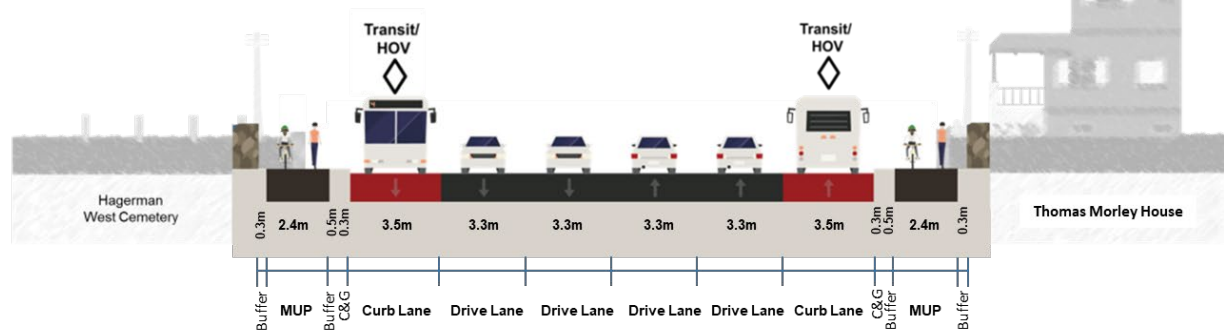 Transit/
HOV
Transit/
HOV
Hagerman
West Cemetery
Thomas Morley House
0.3m
2.4m
0.5m
0.3m
3.5m
3.3m
3.3m
3.3m
3.3m
3.5m
0.3m
0.5m
2.4m
0.3m
Buffer
MUP
Buffer
C&G
Curb Lane
Drive Lane
Drive Lane
Drive Lane
Drive Lane
Curb Lane
C&G
Buffer
MUP
Buffer